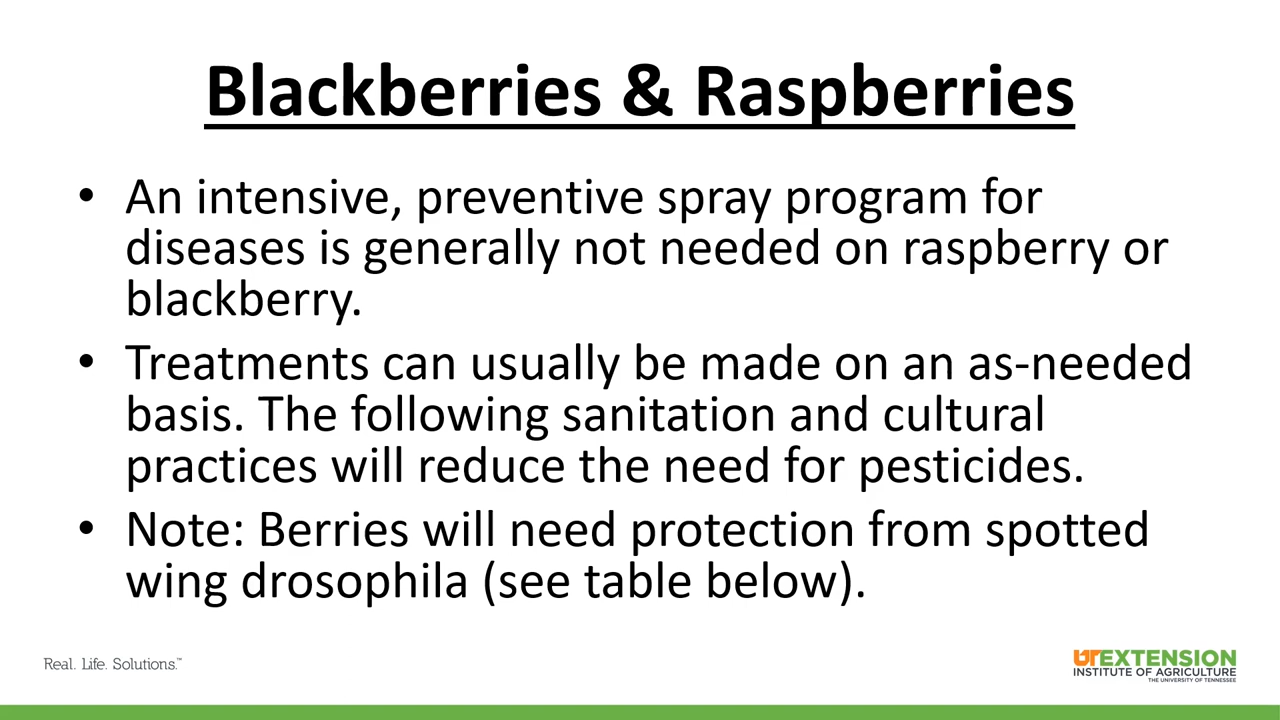 Blackberries & Raspberries
• An intensive, preventive spray program for
diseases is generally not needed on raspberry or
blackberry.
• Treatments can usually be made on an as-needed
basis. The following sanitation and cultural
practices will reduce the need for pesticides.
• Note: Berries will need protection from spotted
wing drosophila (see table below).
Real. Life. Solutions.™
UT EXTENSION
INSTITUTE OF AGRICULTURE
THE UNIVERSITY OF TENNESSEE